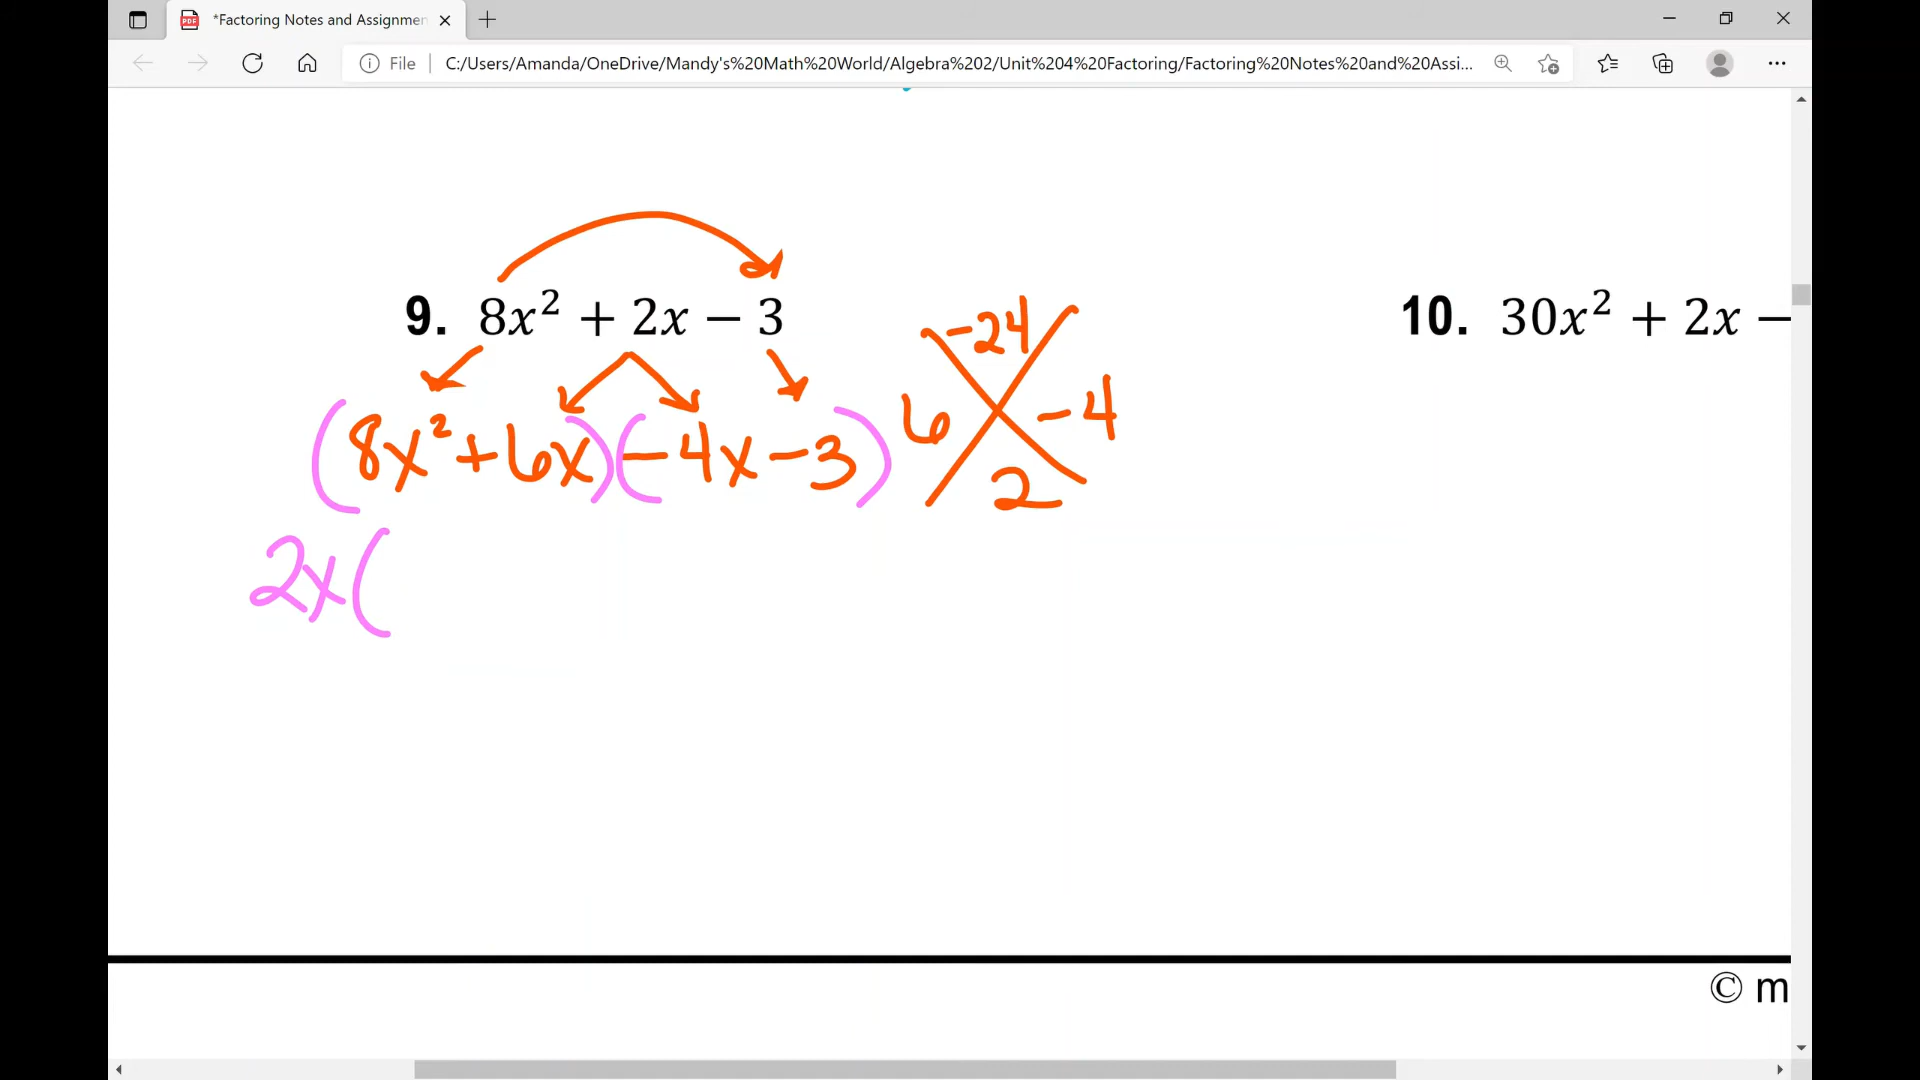 *Factoring Notes and Assignmen
File C:/Users/Amanda/OneDrive/Mandy's%20Math%20World/Algebra%202/Unit%204%20Factoring/Factoring%20Notes%20and%20Assi...
9. 8x² + 2x − 3
10. 30x² + 2x −
-24
6 -4
2
(8x²+6x)(-4x-3)
2x(
© m